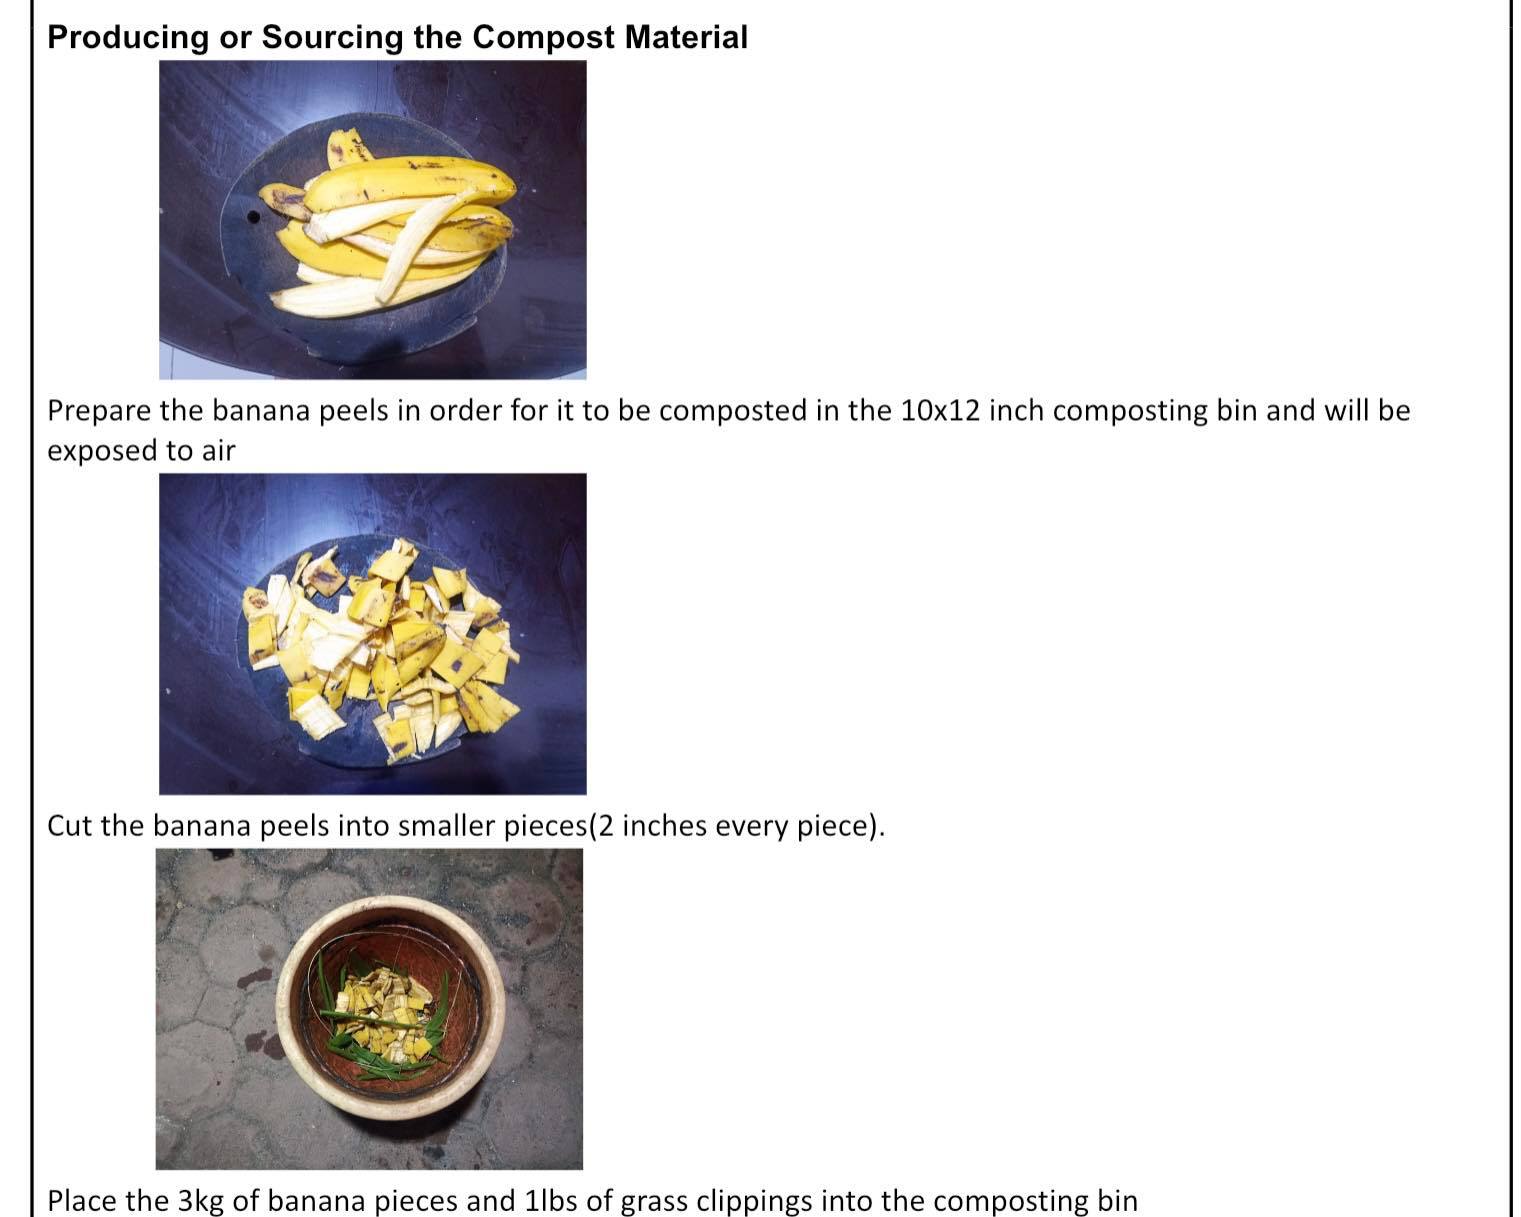 Producing or Sourcing the Compost Material
Prepare the banana peels in order for it to be composted in the 10x12 inch composting bin and will be
exposed to air
Cut the banana peels into smaller pieces(2 inches every piece).
Place the 3kg of banana pieces and 1lbs of grass clippings into the composting bin